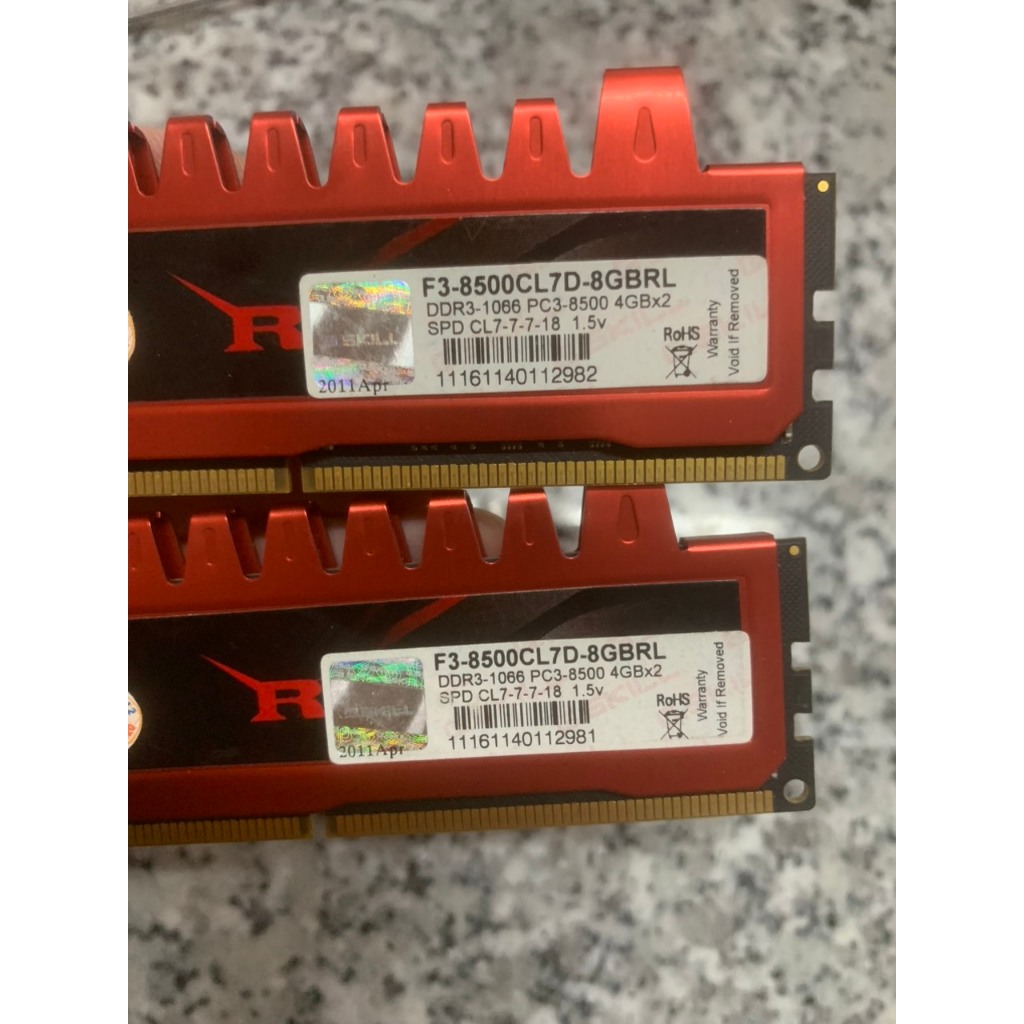 F3-8500CL7D-8GBRL
DDR3-1066 PC3-8500 4GBx2
SPD CL7-7-7-18 1.5v
RoHS
Warranty
Void If Removed
SKILL
2011Apr
11161140112982
R
F3-8500CL7D-8GBRL
DDR3-1066 PC3-8500 4GBx2
SPD CL7-7-7-18 1.5v
RoHS
Warranty
Void If Removed
SKILL
2011Apr
11161140112981
R